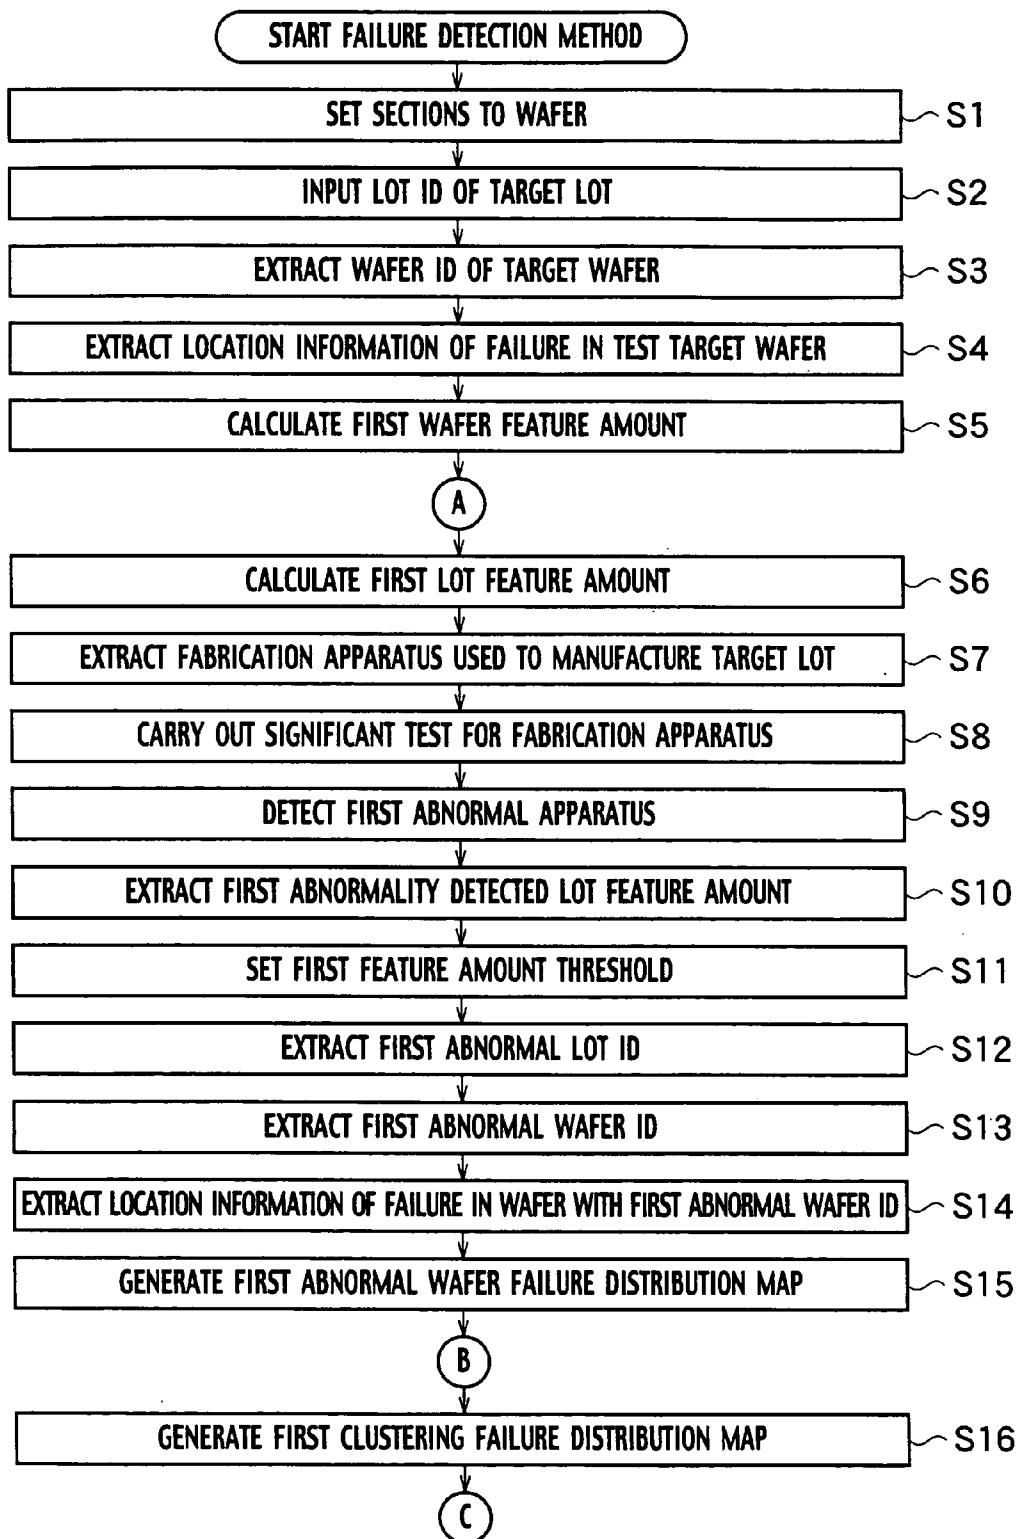 START FAILURE DETECTION METHOD
SET SECTIONS TO WAFER S1
INPUT LOT ID OF TARGET LOT S2
EXTRACT WAFER ID OF TARGET WAFER S3
EXTRACT LOCATION INFORMATION OF FAILURE IN TEST TARGET WAFER S4
CALCULATE FIRST WAFER FEATURE AMOUNT S5
A
CALCULATE FIRST LOT FEATURE AMOUNT S6
EXTRACT FABRICATION APPARATUS USED TO MANUFACTURE TARGET LOT S7
CARRY OUT SIGNIFICANT TEST FOR FABRICATION APPARATUS S8
DETECT FIRST ABNORMAL APPARATUS S9
EXTRACT FIRST ABNORMALITY DETECTED LOT FEATURE AMOUNT S10
SET FIRST FEATURE AMOUNT THRESHOLD S11
EXTRACT FIRST ABNORMAL LOT ID S12
EXTRACT FIRST ABNORMAL WAFER ID S13
EXTRACT LOCATION INFORMATION OF FAILURE IN WAFER WITH FIRST ABNORMAL WAFER ID S14
GENERATE FIRST ABNORMAL WAFER FAILURE DISTRIBUTION MAP S15
B
GENERATE FIRST CLUSTERING FAILURE DISTRIBUTION MAP S16
C